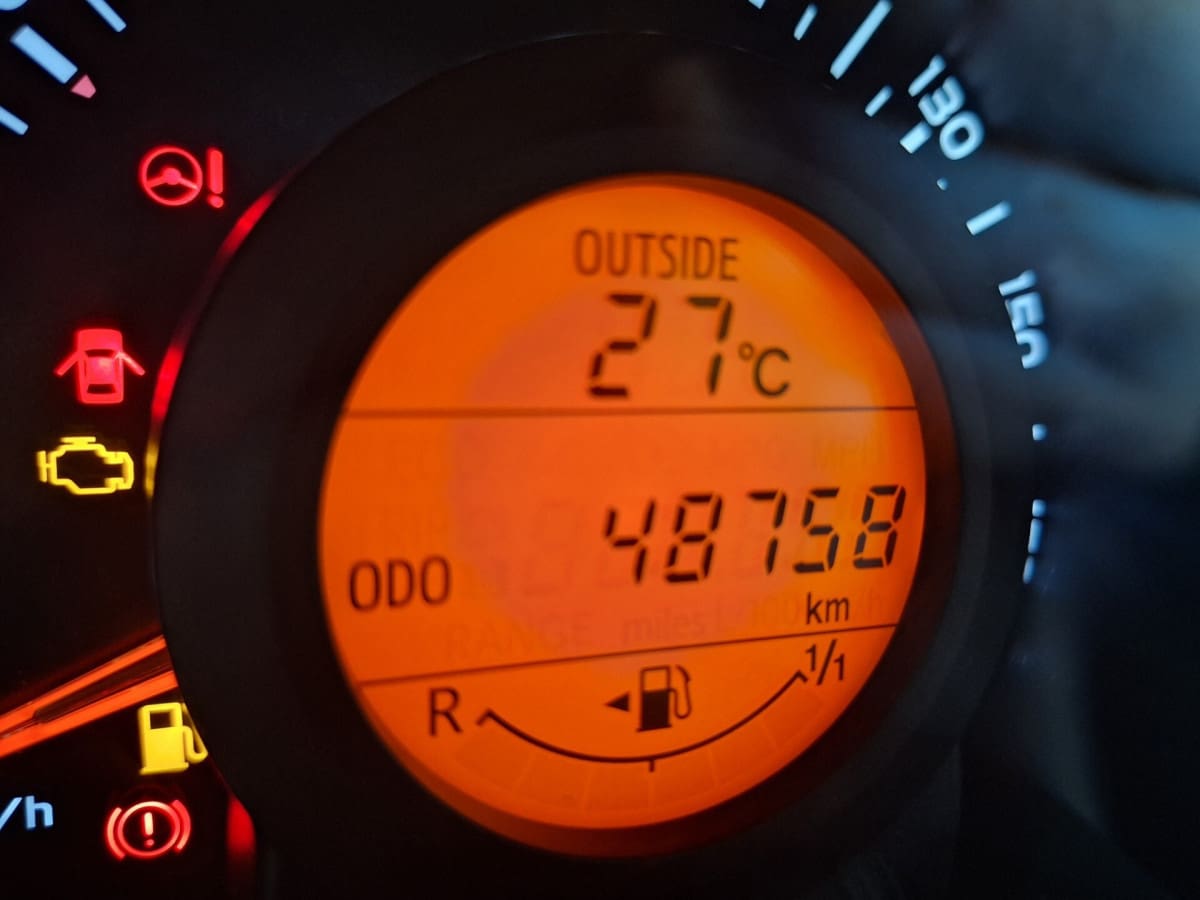 130
150
OUTSIDE
27°C
48758
ODO
km
R
1/1
/h